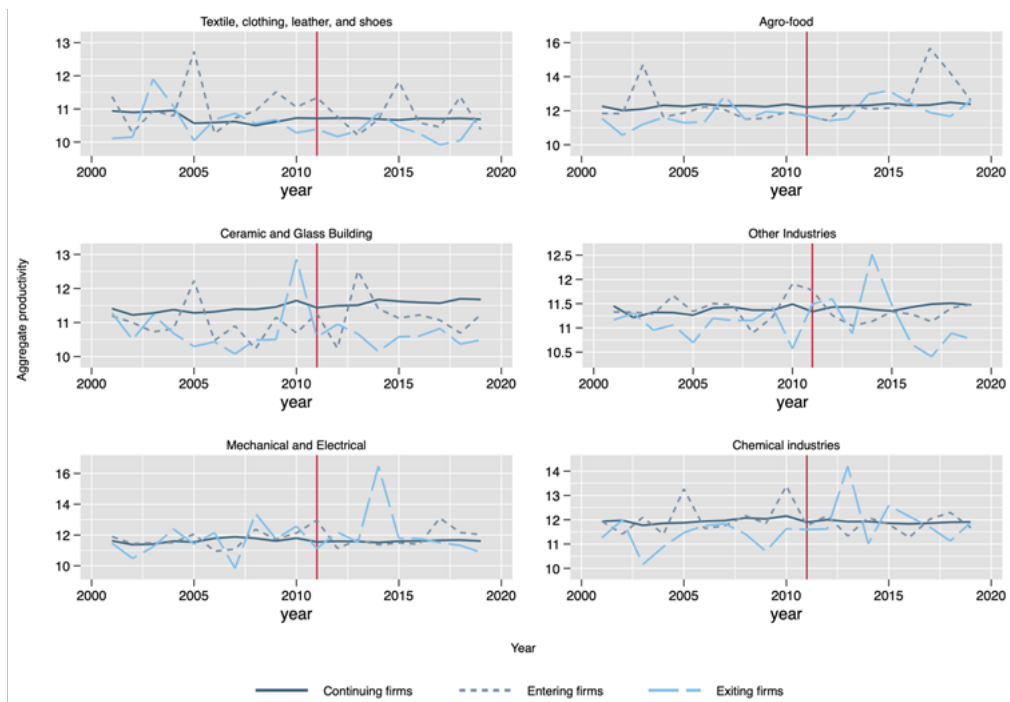 Textile, clothing, leather, and shoes
13
12
11
10
2000 2005 2010 2015 2020
year
Agro-food
16
14
12
10
2000 2005 2010 2015 2020
year
Aggregate productivity
Ceramic and Glass Building
13
12
11
10
2000 2005 2010 2015 2020
year
Other Industries
12.5
12
11.5
11
10.5
2000 2005 2010 2015 2020
year
Mechanical and Electrical
16
14
12
10
2000 2005 2010 2015 2020
year
Chemical industries
14
13
12
11
10
2000 2005 2010 2015 2020
year
Year
Continuing firms Entering firms Exiting firms